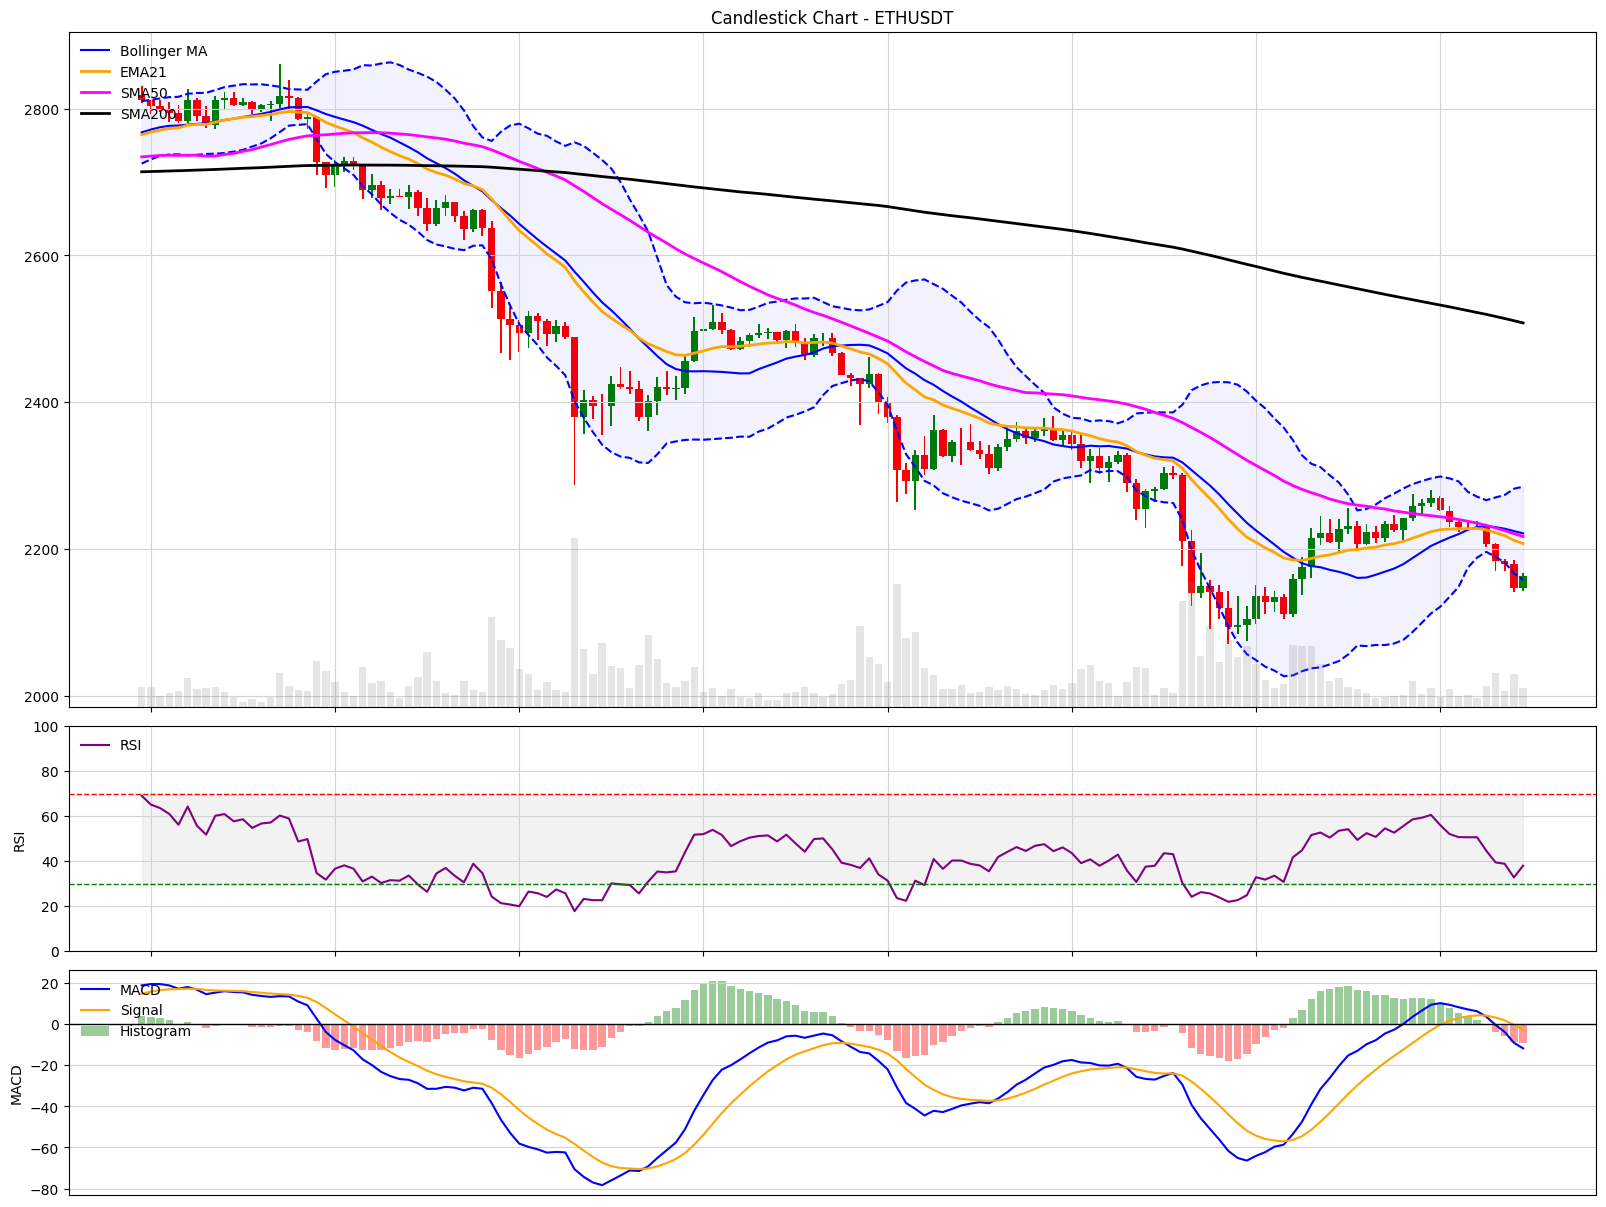 Candlestick Chart - ETHUSDT
Bollinger MA
EMA21
SMA50
SMA200
2800
2600
2400
2200
2000
RSI
100
80
60
40
20
0
RSI
MACD
Signal
Histogram
20
0
−20
−40
−60
−80
MACD